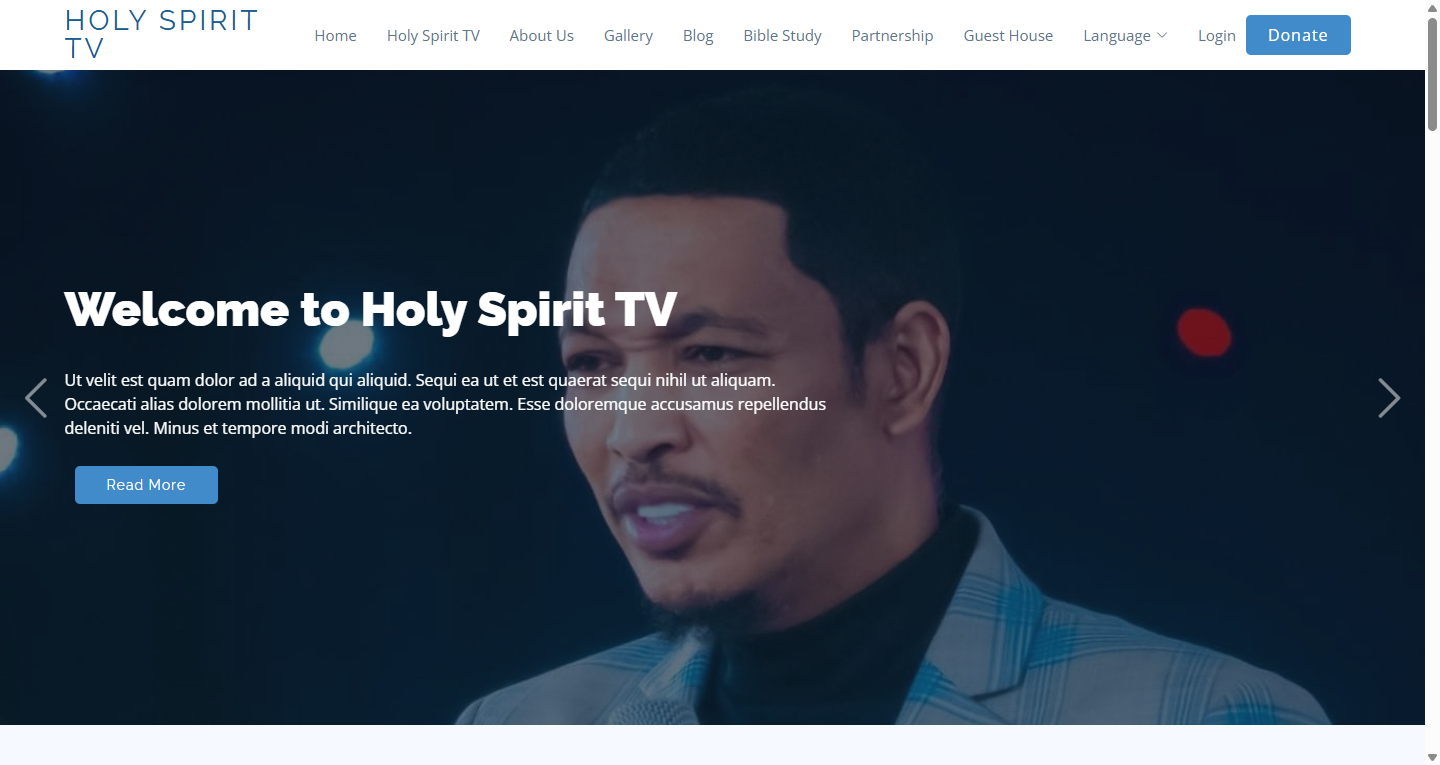 HOLY SPIRIT
TV
Home Holy Spirit TV About Us Gallery Blog Bible Study Partnership Guest House Language Login Donate
Welcome to Holy Spirit TV
Ut velit est quam dolor ad a aliquid qui aliquid. Sequi ea ut et est quaerat sequi nihil ut aliquam.
Occaecati alias dolorem mollitia ut. Similique ea voluptatem. Esse doloremque accusamus repellendus
deleniti vel. Minus et tempore modi architecto.
Read More